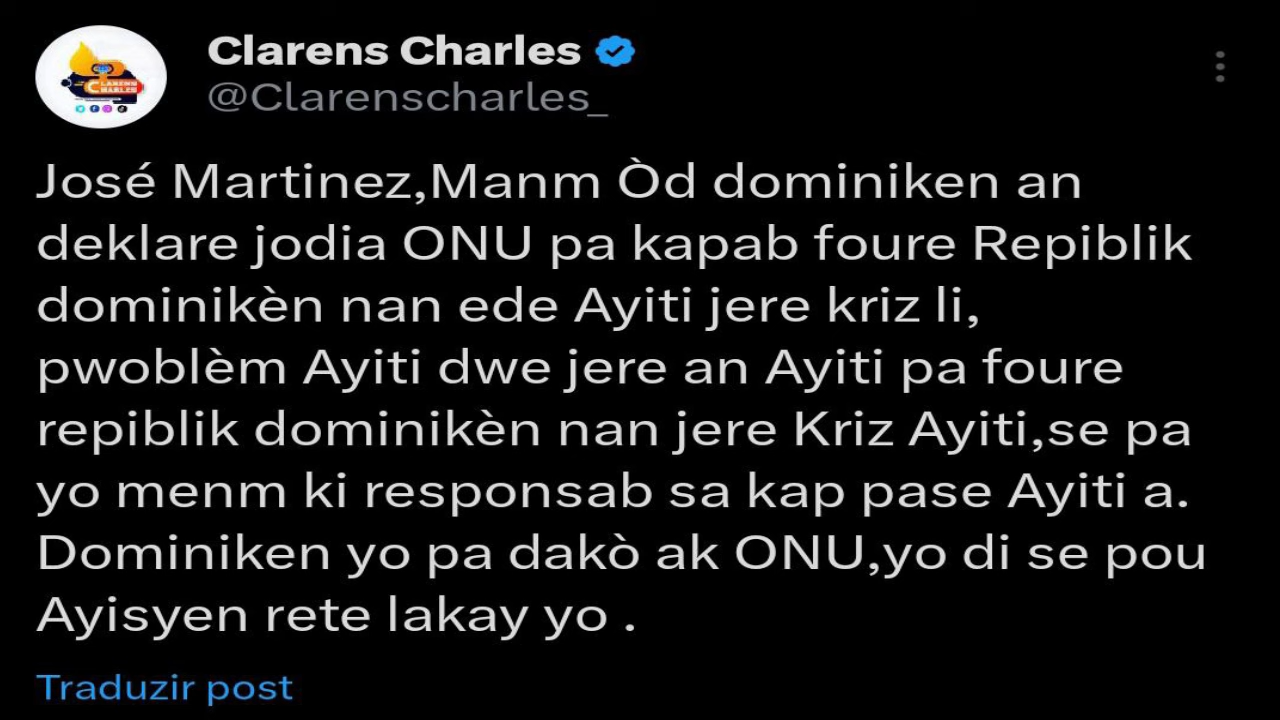 Clarens Charles
@Clarenscharles_
José Martinez,Manm Òd dominiken an
deklare jodia ONU pa kapab foure Repiblik
dominikèn nan ede Ayiti jere kriz li,
pwoblèm Ayiti dwe jere an Ayiti pa foure
repiblik dominikèn nan jere Kriz Ayiti,se pa
yo menm ki responsab sa kap pase Ayiti a.
Dominiken yo pa dakò ak ONU,yo di se pou
Ayisyen rete lakay yo .
Traduzir post
CLARENS
CHARLES